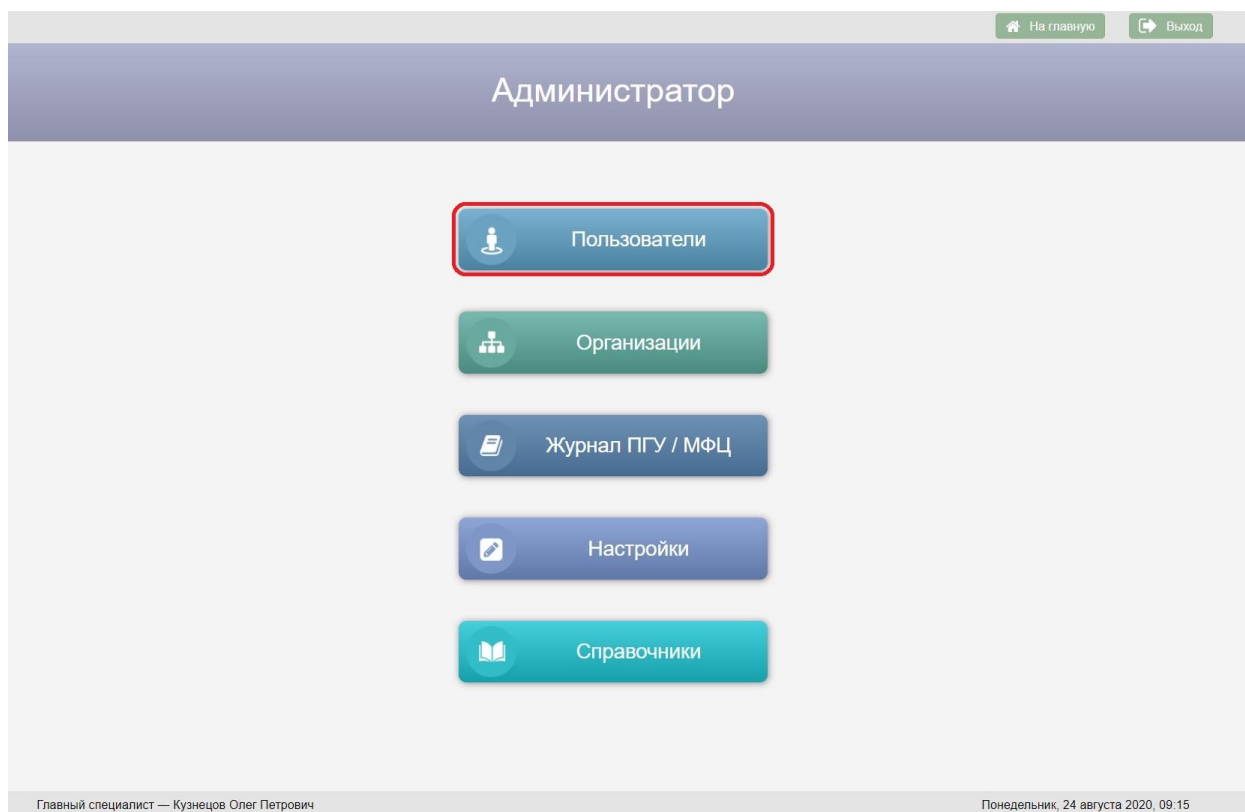 На главную
Выход
Администратор
Пользователи
Организации
Журнал ПГУ / МФЦ
Настройки
Справочники
Главный специалист — Кузнецов Олег Петрович
Понедельник, 24 августа 2020, 09:15